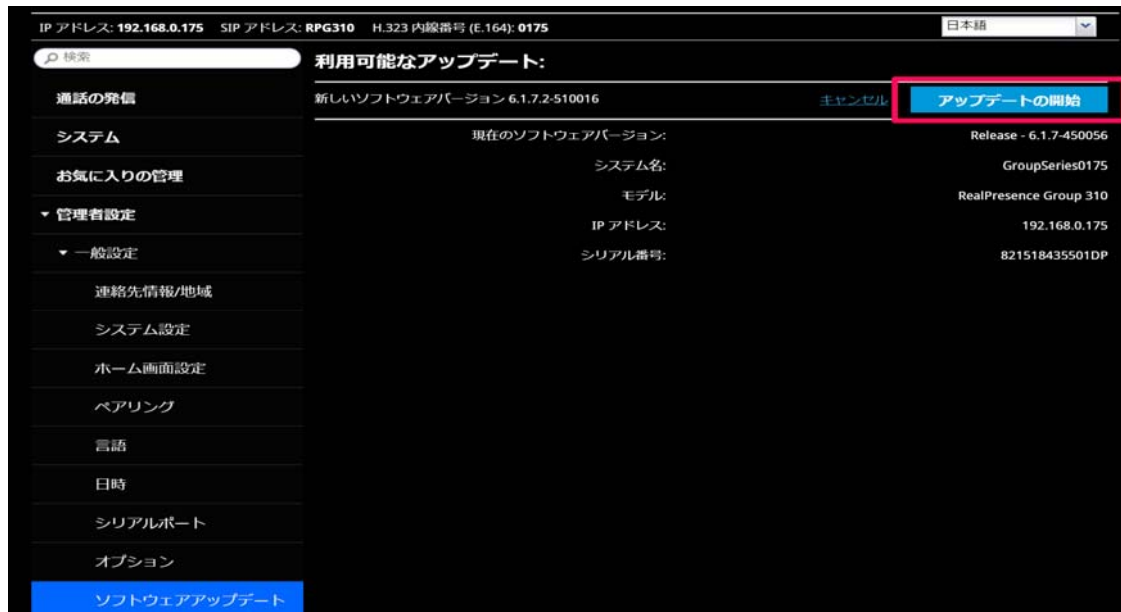 IP アドレス: 192.168.0.175 SIP アドレス: RPG310 H.323 内線番号 (E.164): 0175
日本語
検索
通話の発信
システム
お気に入りの管理
管理者設定
一般設定
連絡先情報/地域
システム設定
ホーム画面設定
ペアリング
言語
日時
シリアルポート
オプション
ソフトウェアアップデート
利用可能なアップデート:
新しいソフトウェアバージョン 6.1.7.2-510016 キャンセル アップデートの開始
現在のソフトウェアバージョン: Release - 6.1.7-450056
システム名: GroupSeries0175
モデル: RealPresence Group 310
IP アドレス: 192.168.0.175
シリアル番号: 821518435501DP